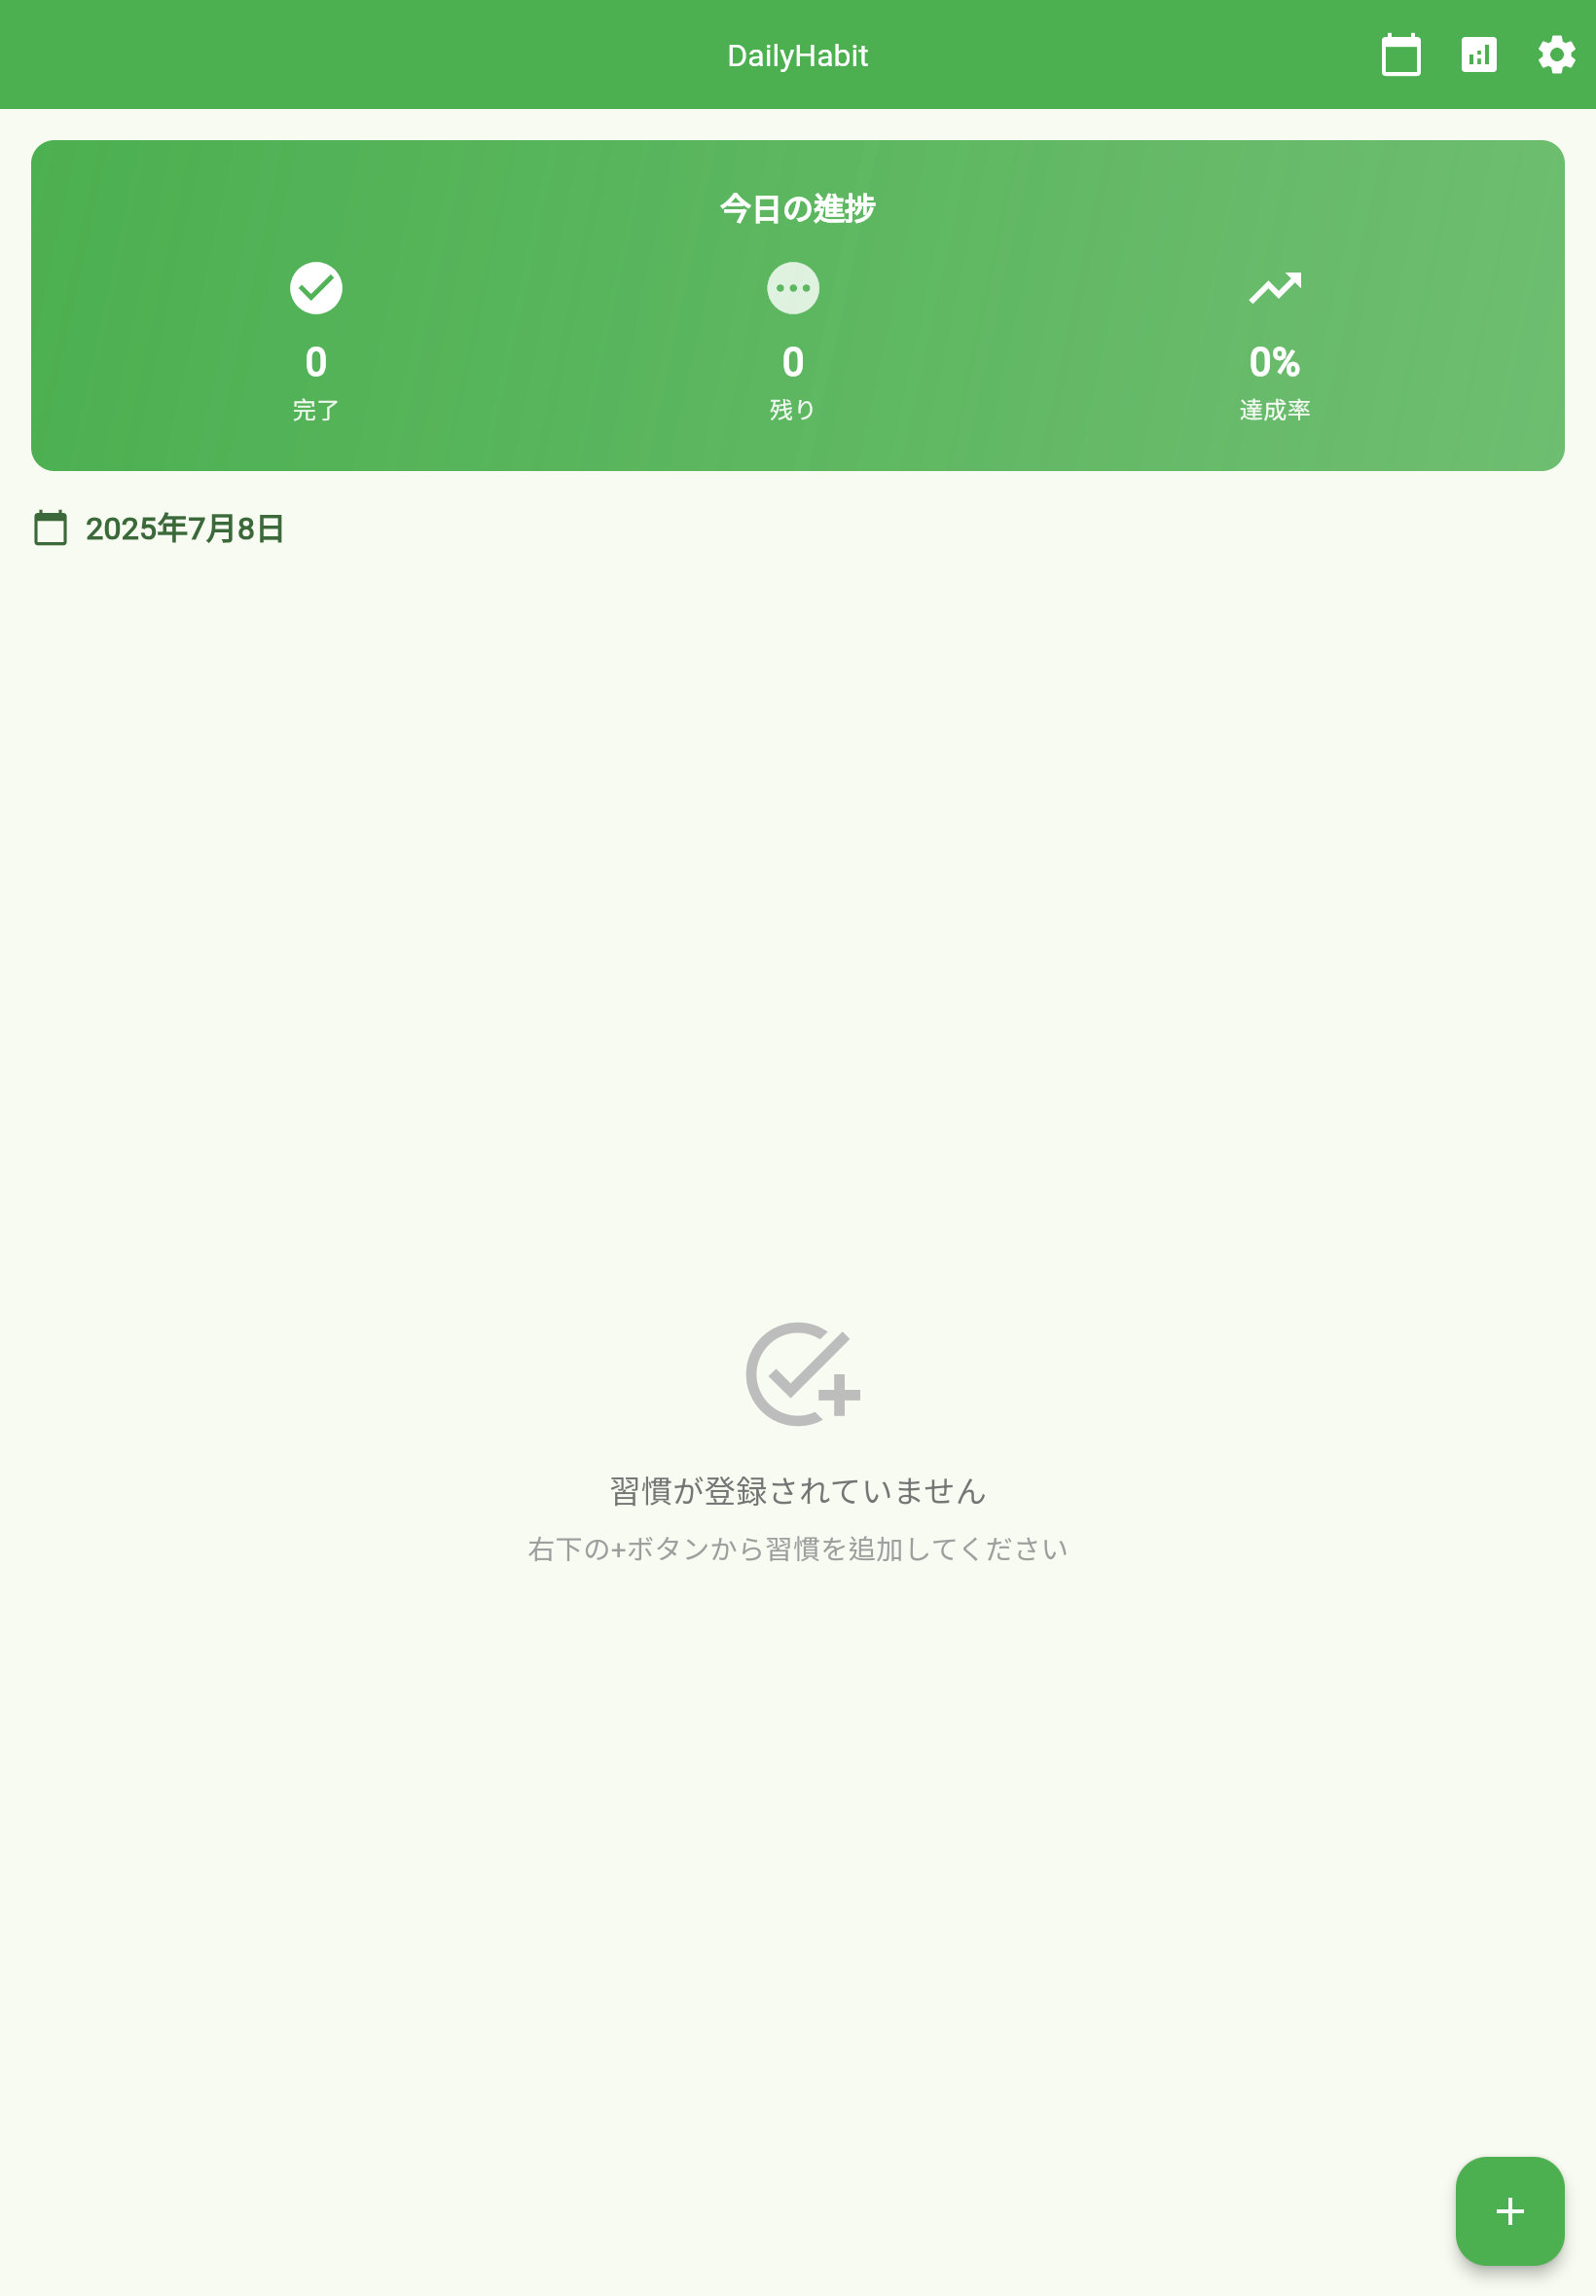 DailyHabit
今日の進捗
0
0
0%
完了
残り
達成率
2025年7月8日
習慣が登録されていません
右下の+ボタンから習慣を追加してください